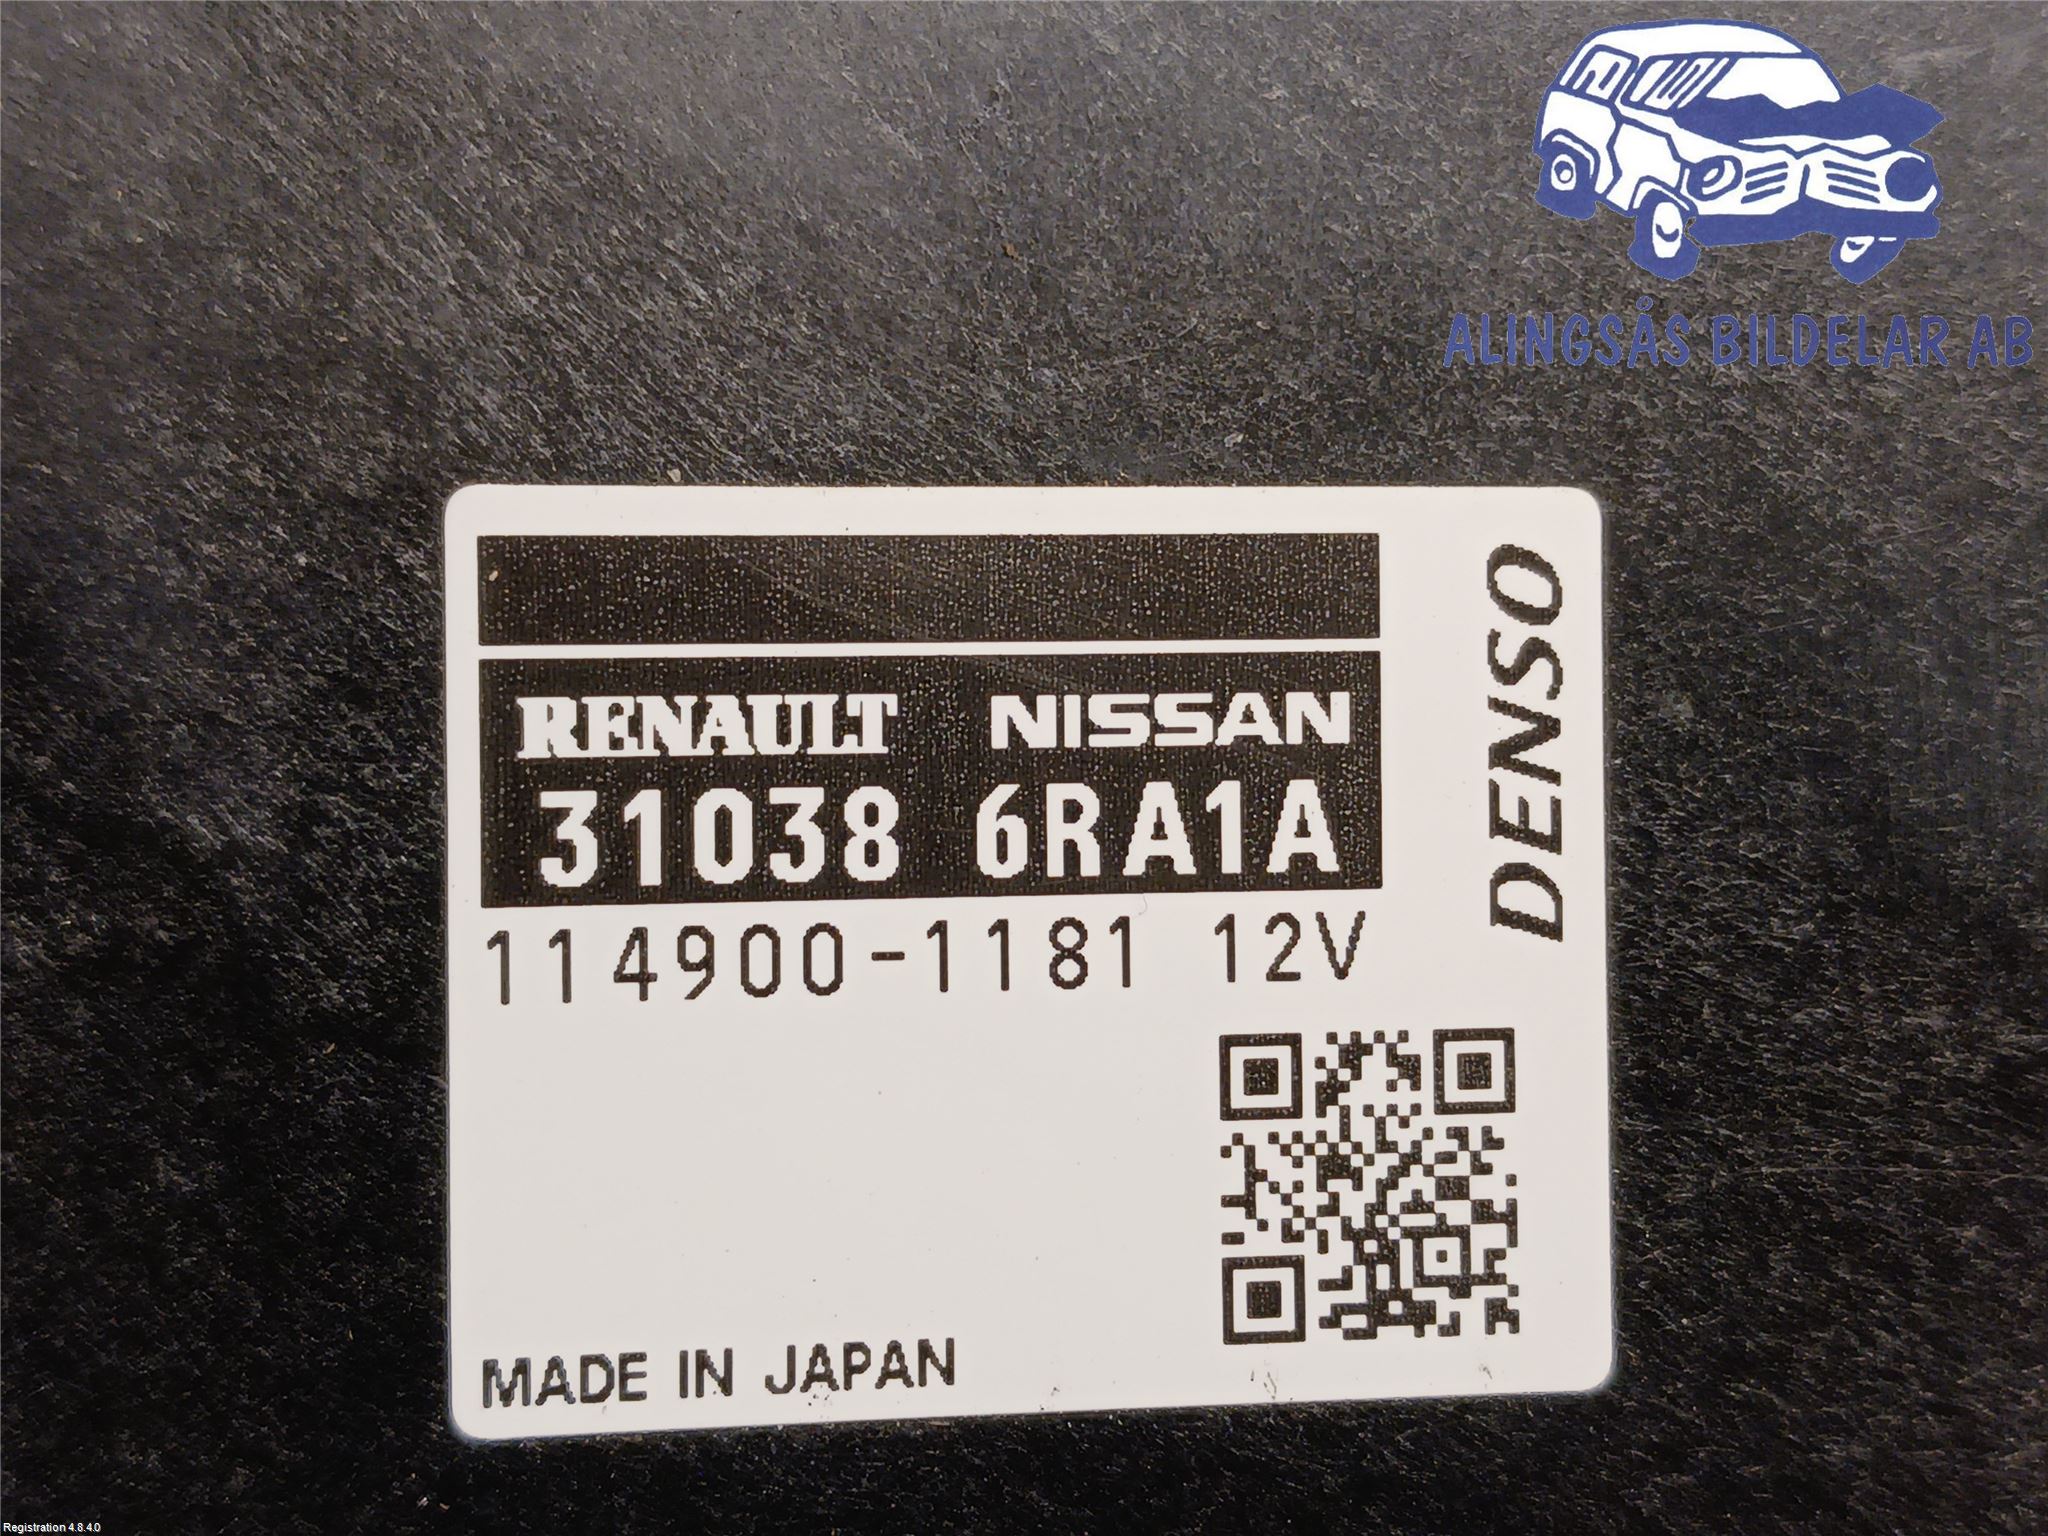 ALINGSÅS BILDELAR AB
RENAULT NISSAN
31038 6RA1A
114900-1181 12V
DENSO
MADE IN JAPAN
Registration 4.8.4.0